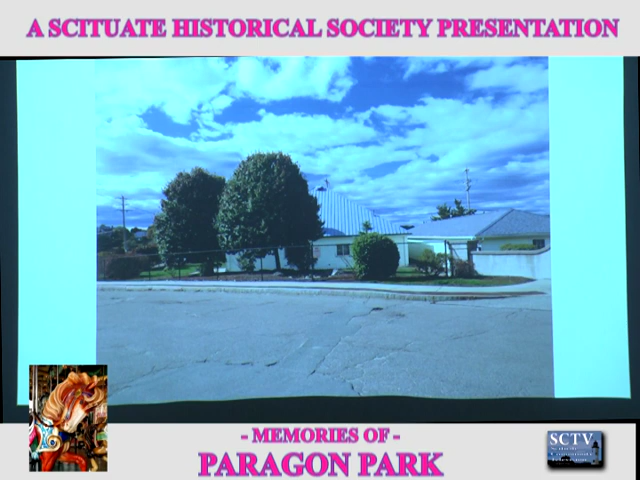 A SCITUATE HISTORICAL SOCIETY PRESENTATION
- MEMORIES OF -
PARAGON PARK
SCTV